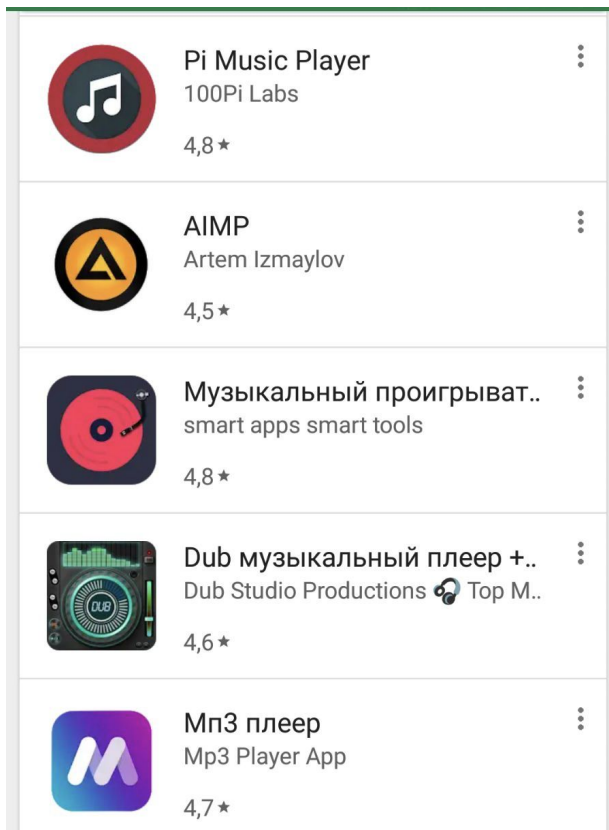 Pi Music Player
100Pi Labs
4,8★
AIMP
Artem Izmaylov
4,5★
Музыкальный проигрыват..
smart apps smart tools
4,8★
Dub музыкальный плеер +..
Dub Studio Productions 🎧 Top M..
DUB
4,6★
Мп3 плеер
Mp3 Player App
4,7★